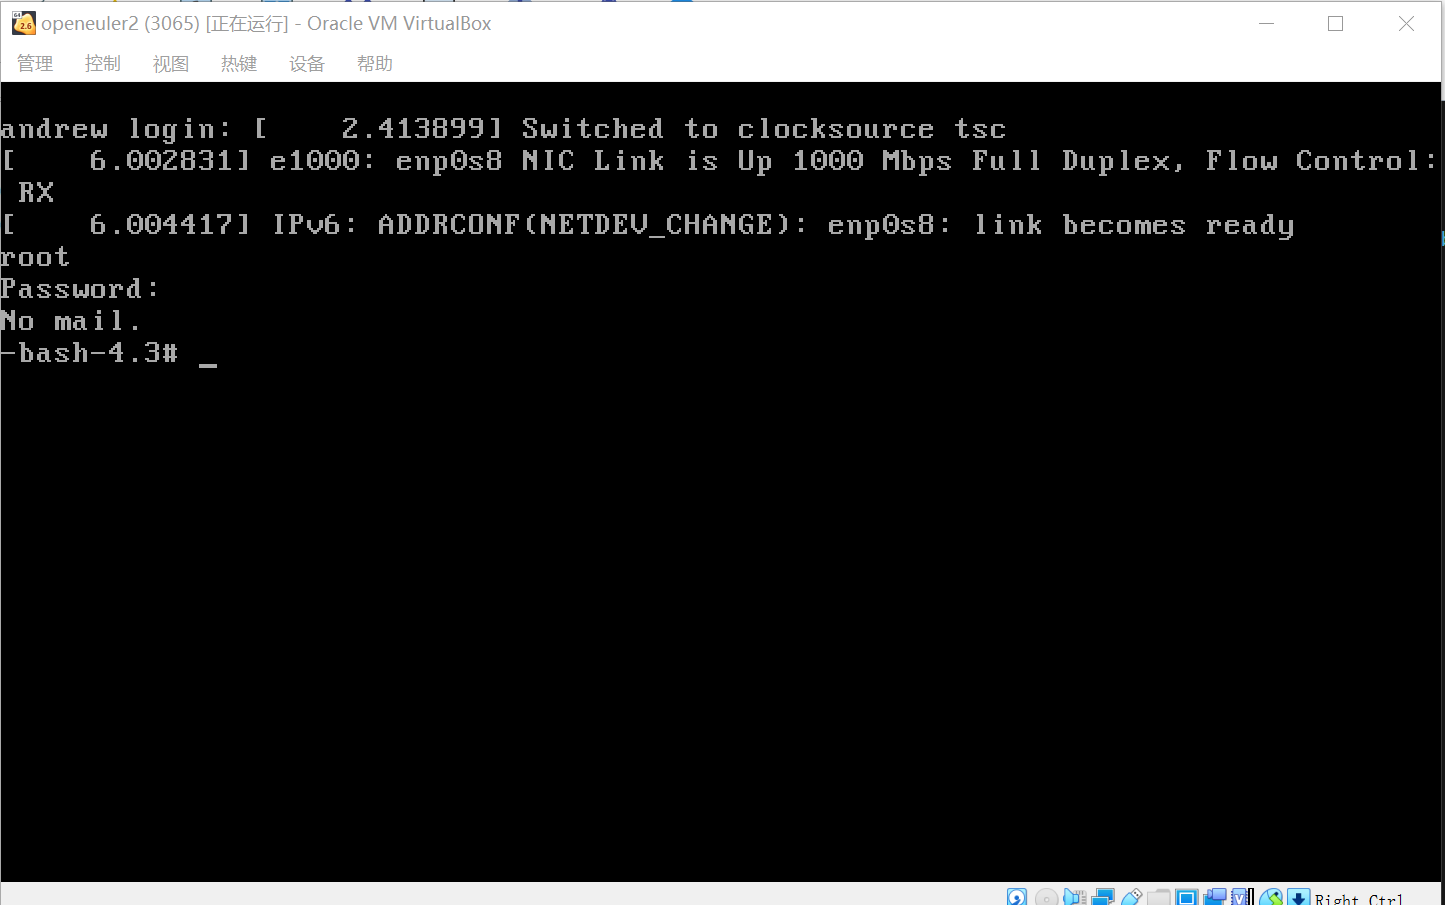 openeuler2 (3065) [正在运行] - Oracle VM VirtualBox
管理 控制 视图 热键 设备 帮助
andrew login: [    2.413899] Switched to clocksource tsc
[    6.002831] e1000: enp0s8 NIC Link is Up 1000 Mbps Full Duplex, Flow Control:
 RX
[    6.004417] IPv6: ADDRCONF(NETDEV_CHANGE): enp0s8: link becomes ready
root
Password:
No mail.
-bash-4.3# _
Right Ctrl